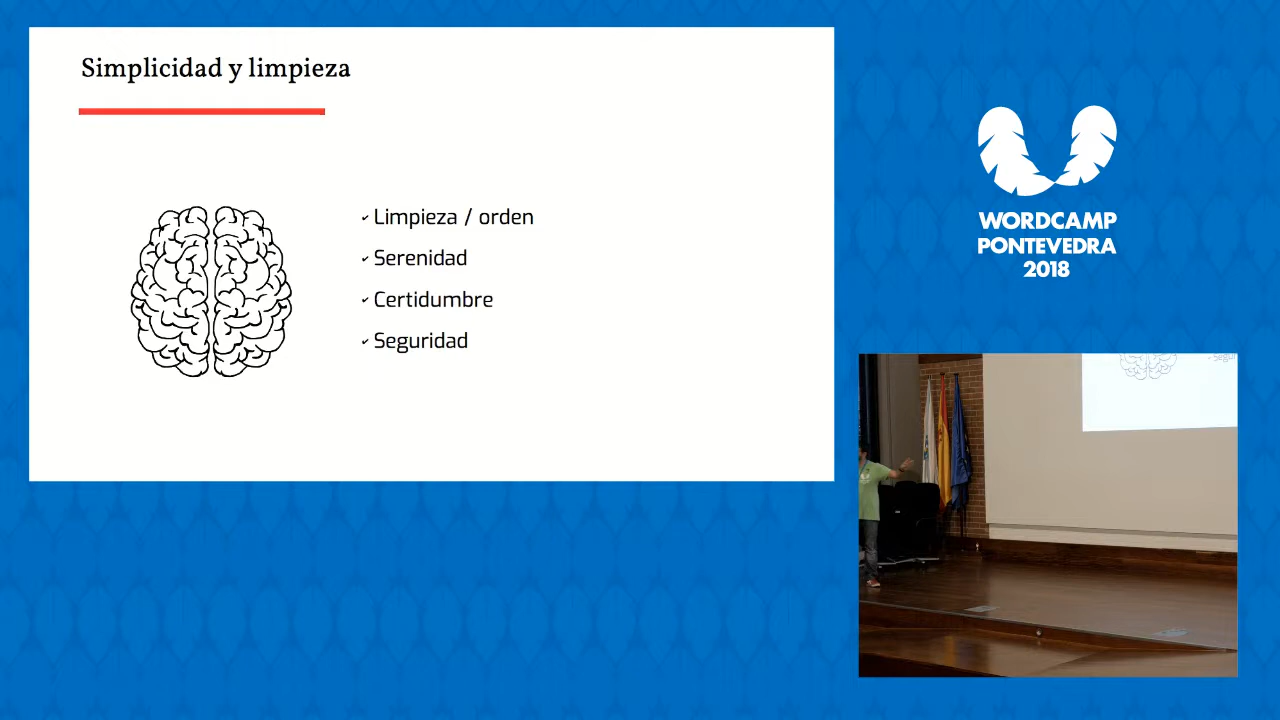 Simplicidad y limpieza
Limpieza / orden
Serenidad
Certidumbre
Seguridad
WORDCAMP
PONTEVEDRA
2018